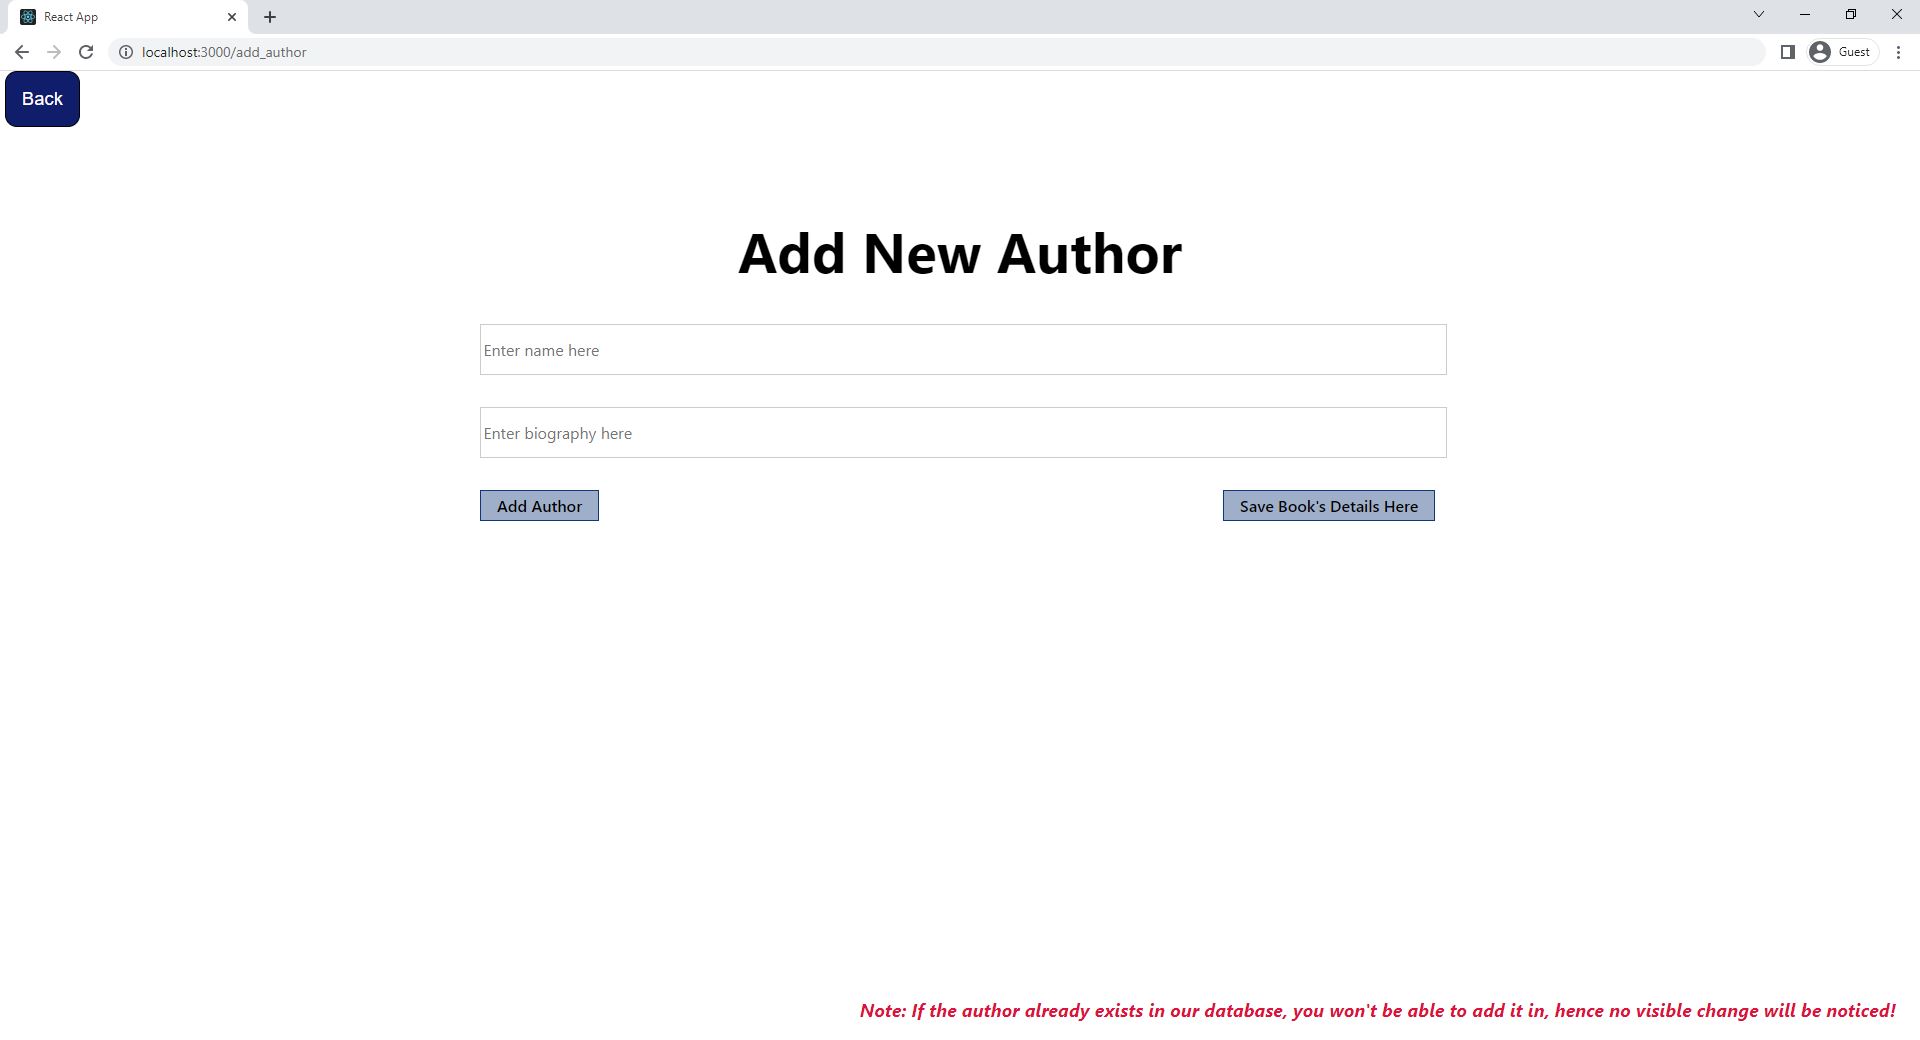 React App
localhost:3000/add_author
Guest
Back
Add New Author
Enter name here
Enter biography here
Add Author
Save Book's Details Here
Note: If the author already exists in our database, you won't be able to add it in, hence no visible change will be noticed!